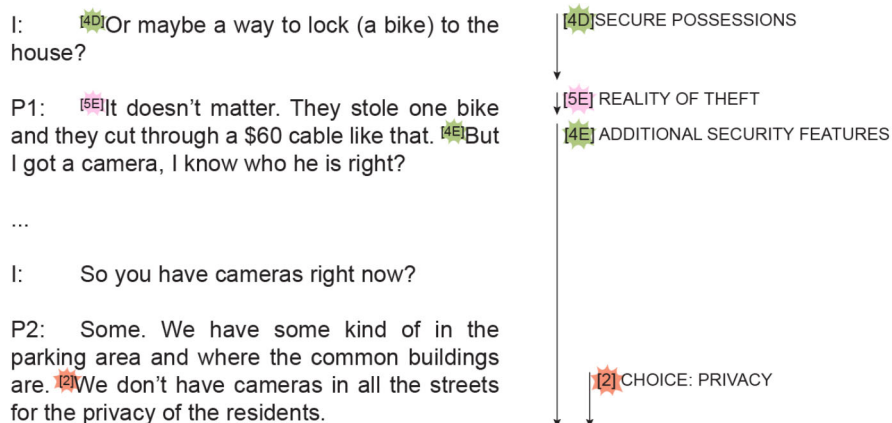 I: [4D]Or maybe a way to lock (a bike) to the
house?
P1: [5E]It doesn’t matter. They stole one bike
and they cut through a $60 cable like that. [4E]But
I got a camera, I know who he is right?
...
I: So you have cameras right now?
P2: Some. We have some kind of in the
parking area and where the common buildings
are. [2]We don’t have cameras in all the streets
for the privacy of the residents.
[4D]SECURE POSSESSIONS
[5E] REALITY OF THEFT
[4E] ADDITIONAL SECURITY FEATURES
[2] CHOICE: PRIVACY